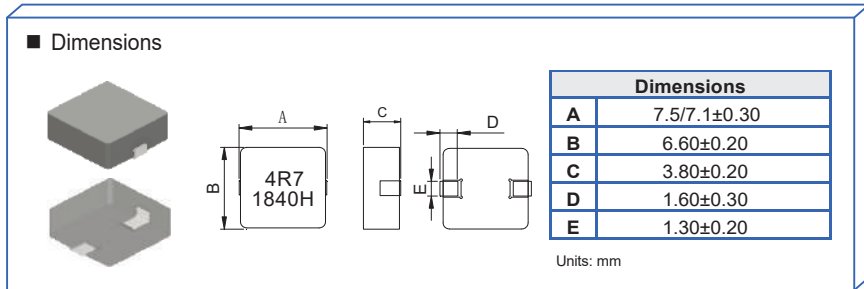 ■ Dimensions
A
B
4R7
1840H
C
D
E
Dimensions
A 7.5/7.1±0.30
B 6.60±0.20
C 3.80±0.20
D 1.60±0.30
E 1.30±0.20
Units: mm